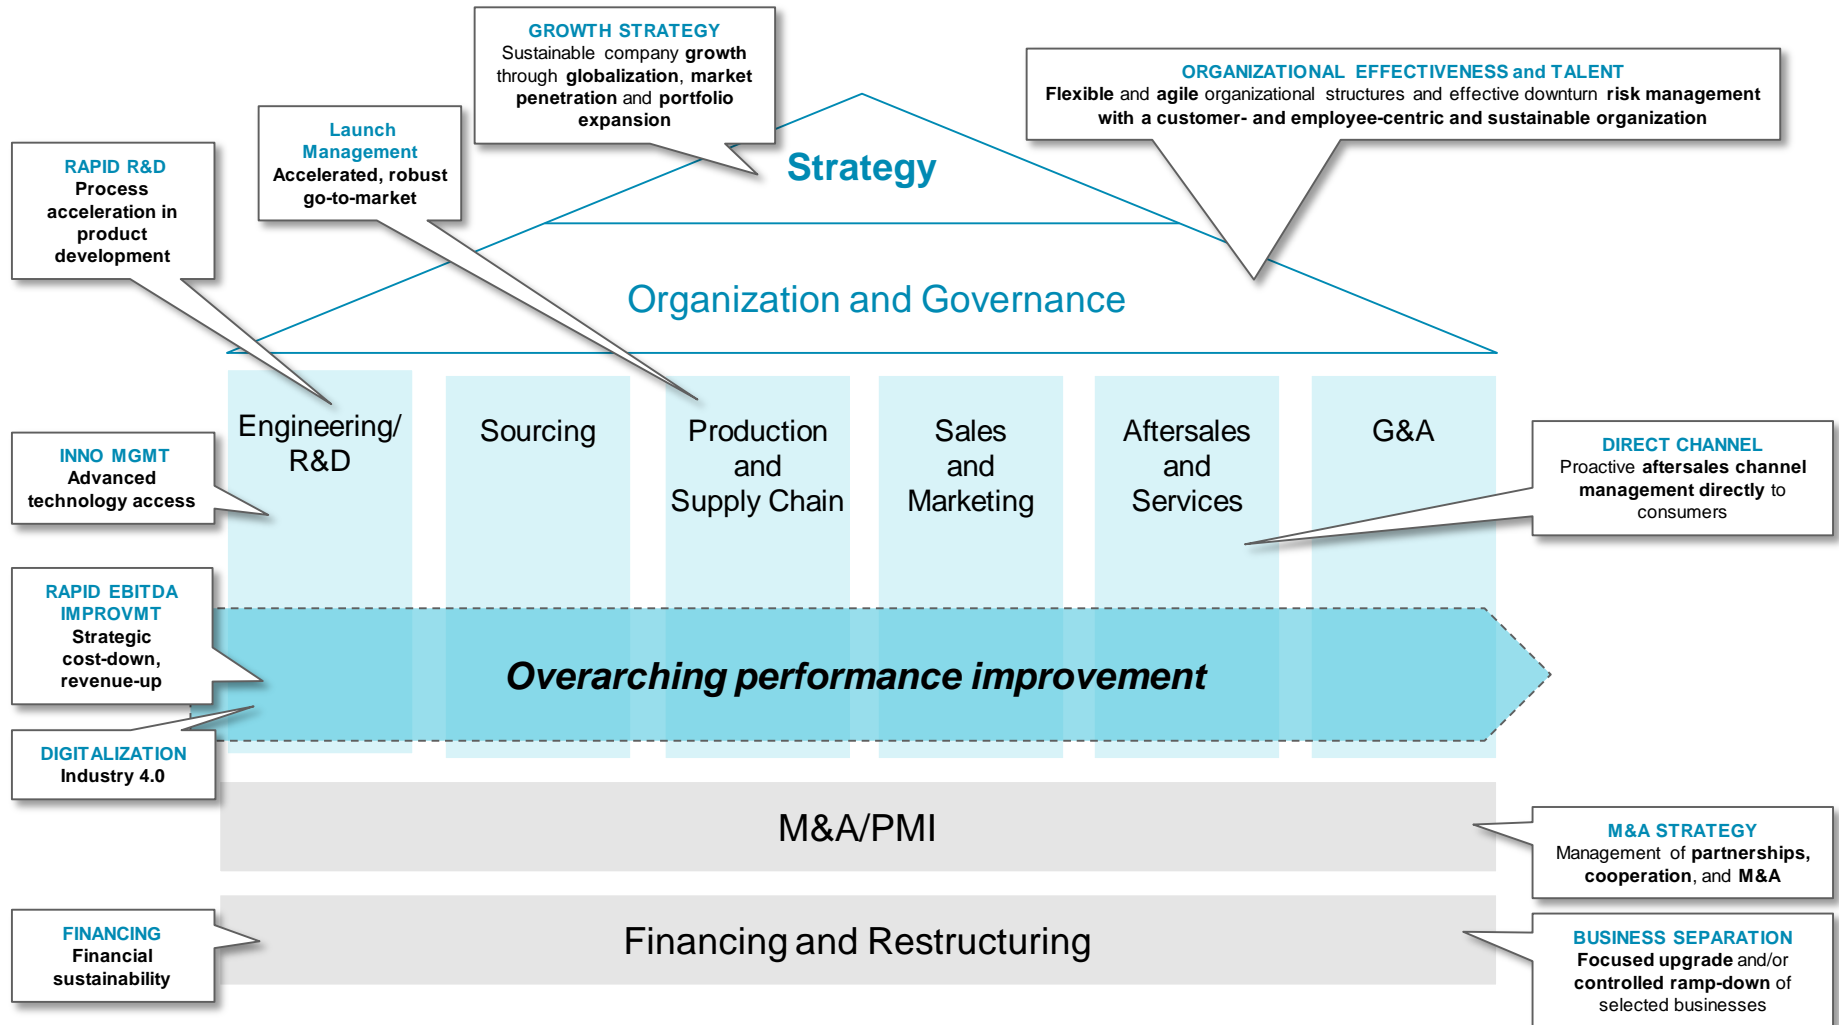 GROWTH STRATEGY
Sustainable company growth
through globalization, market
penetration and portfolio
expansion
ORGANIZATIONAL EFFECTIVENESS and TALENT
Flexible and agile organizational structures and effective downturn risk management
with a customer- and employee-centric and sustainable organization
Launch
Management
Accelerated, robust
go-to-market
RAPID R&D
Process
acceleration in
product
development
Strategy
Organization and Governance
Engineering/
R&D
Sourcing
Production
and
Supply Chain
Sales
and
Marketing
Aftersales
and
Services
G&A
INNO MGMT
Advanced
technology access
DIRECT CHANNEL
Proactive aftersales channel
management directly to
consumers
RAPID EBITDA
IMPROVMT
Strategic
cost-down,
revenue-up
Overarching performance improvement
DIGITALIZATION
Industry 4.0
M&A/PMI
M&A STRATEGY
Management of partnerships,
cooperation, and M&A
FINANCING
Financial
sustainability
Financing and Restructuring
BUSINESS SEPARATION
Focused upgrade and/or
controlled ramp-down of
selected businesses